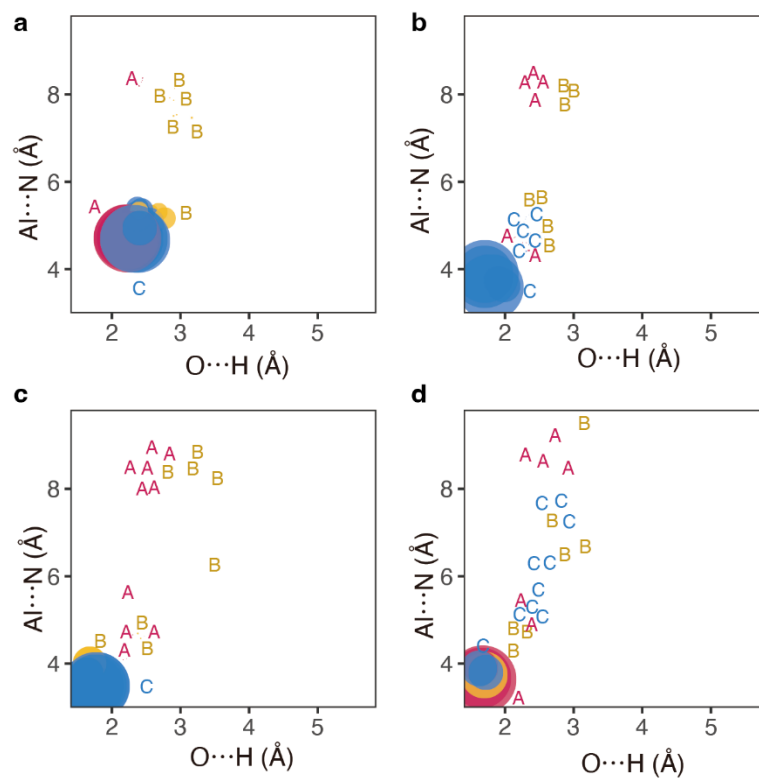 a
8
6
4
2 3 4 5
Al···N (Å)
O···H (Å)
A B
B B
B B
A B
C
b
8
6
4
2 3 4 5
Al···N (Å)
O···H (Å)
A
A A B B
A B
B B
C C B
C
A C B
C A
C
c
8
6
4
2 3 4 5
Al···N (Å)
O···H (Å)
A A B
A A B B B
A A
B
A
B
A A
B
A B
C
d
8
6
4
2 3 4 5
Al···N (Å)
O···H (Å)
B
A
A A A
C C
B C
B B
C C
C
A C
C C
B B A
C B
A